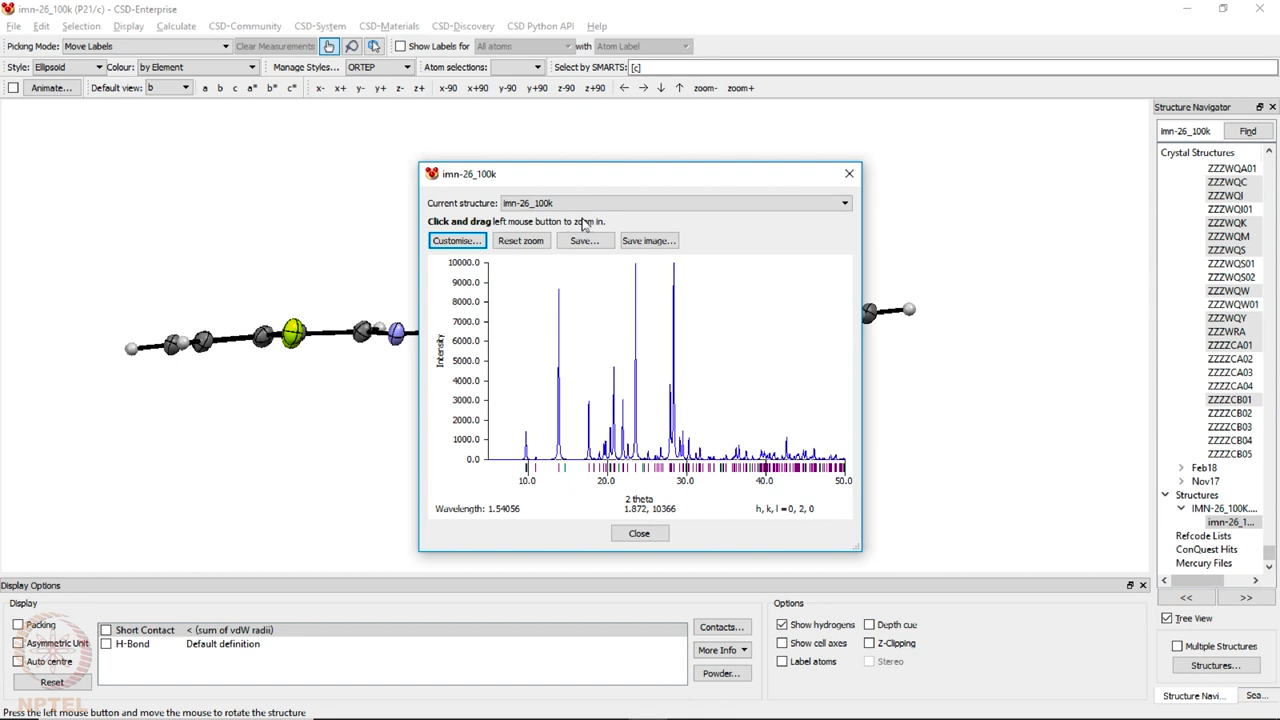 imn-26_100k (P21/c) - CSD-Enterprise
File Edit Selection Display Calculate CSD-Community CSD-System CSD-Materials CSD-Discovery CSD Python API Help
Picking Mode: Move Labels Clear Measurements Show Labels for All atoms with Atom Label
Style: Ellipsoid Colour: by Element Manage Styles... ORTEP Atom selections: Select by SMARTS: [c]
Animate... Default view: b a b c a* b* c* x- x+ y- y+ z- z+ x-90 x+90 y-90 y+90 z-90 z+90 ← → ↓ ↑ zoom- zoom+
Structure Navigator
imn-26_100k Find
Crystal Structures
ZZZWQA01
ZZZWQC
ZZZWQI
ZZZWQI01
ZZZWQK
ZZZWQM
ZZZWQS
ZZZWQS01
ZZZWQS02
ZZZWQW
ZZZWQW01
ZZZWQY
ZZZWRA
ZZZZCA01
ZZZZCA02
ZZZZCA03
ZZZZCA04
ZZZZCB01
ZZZZCB02
ZZZZCB03
ZZZZCB04
ZZZZCB05
Feb18
Nov17
Structures
IMN-26_100K....
imn-26_1...
Refcode Lists
ConQuest Hits
Mercury Files
<< >>
Tree View
Multiple Structures
Structures...
Structure Navi... Sea...
imn-26_100k
Current structure: imn-26_100k
Click and drag left mouse button to zoom in.
Customise... Reset zoom Save... Save image...
10000.0
9000.0
8000.0
7000.0
6000.0
5000.0
4000.0
3000.0
2000.0
1000.0
0.0
Intensity
10.0 20.0 30.0 40.0 50.0
2 theta
Wavelength: 1.54056 1.872, 10366 h, k, l = 0, 2, 0
Close
Display Options
Display
Packing
Asymmetric Unit
Auto centre
Reset
Short Contact < (sum of vdW radii)
H-Bond Default definition
Contacts...
More Info
Powder...
Options
Show hydrogens Depth cue
Show cell axes Z-Clipping
Label atoms Stereo
NPTEL
Press the left mouse button and move the mouse to rotate the structure